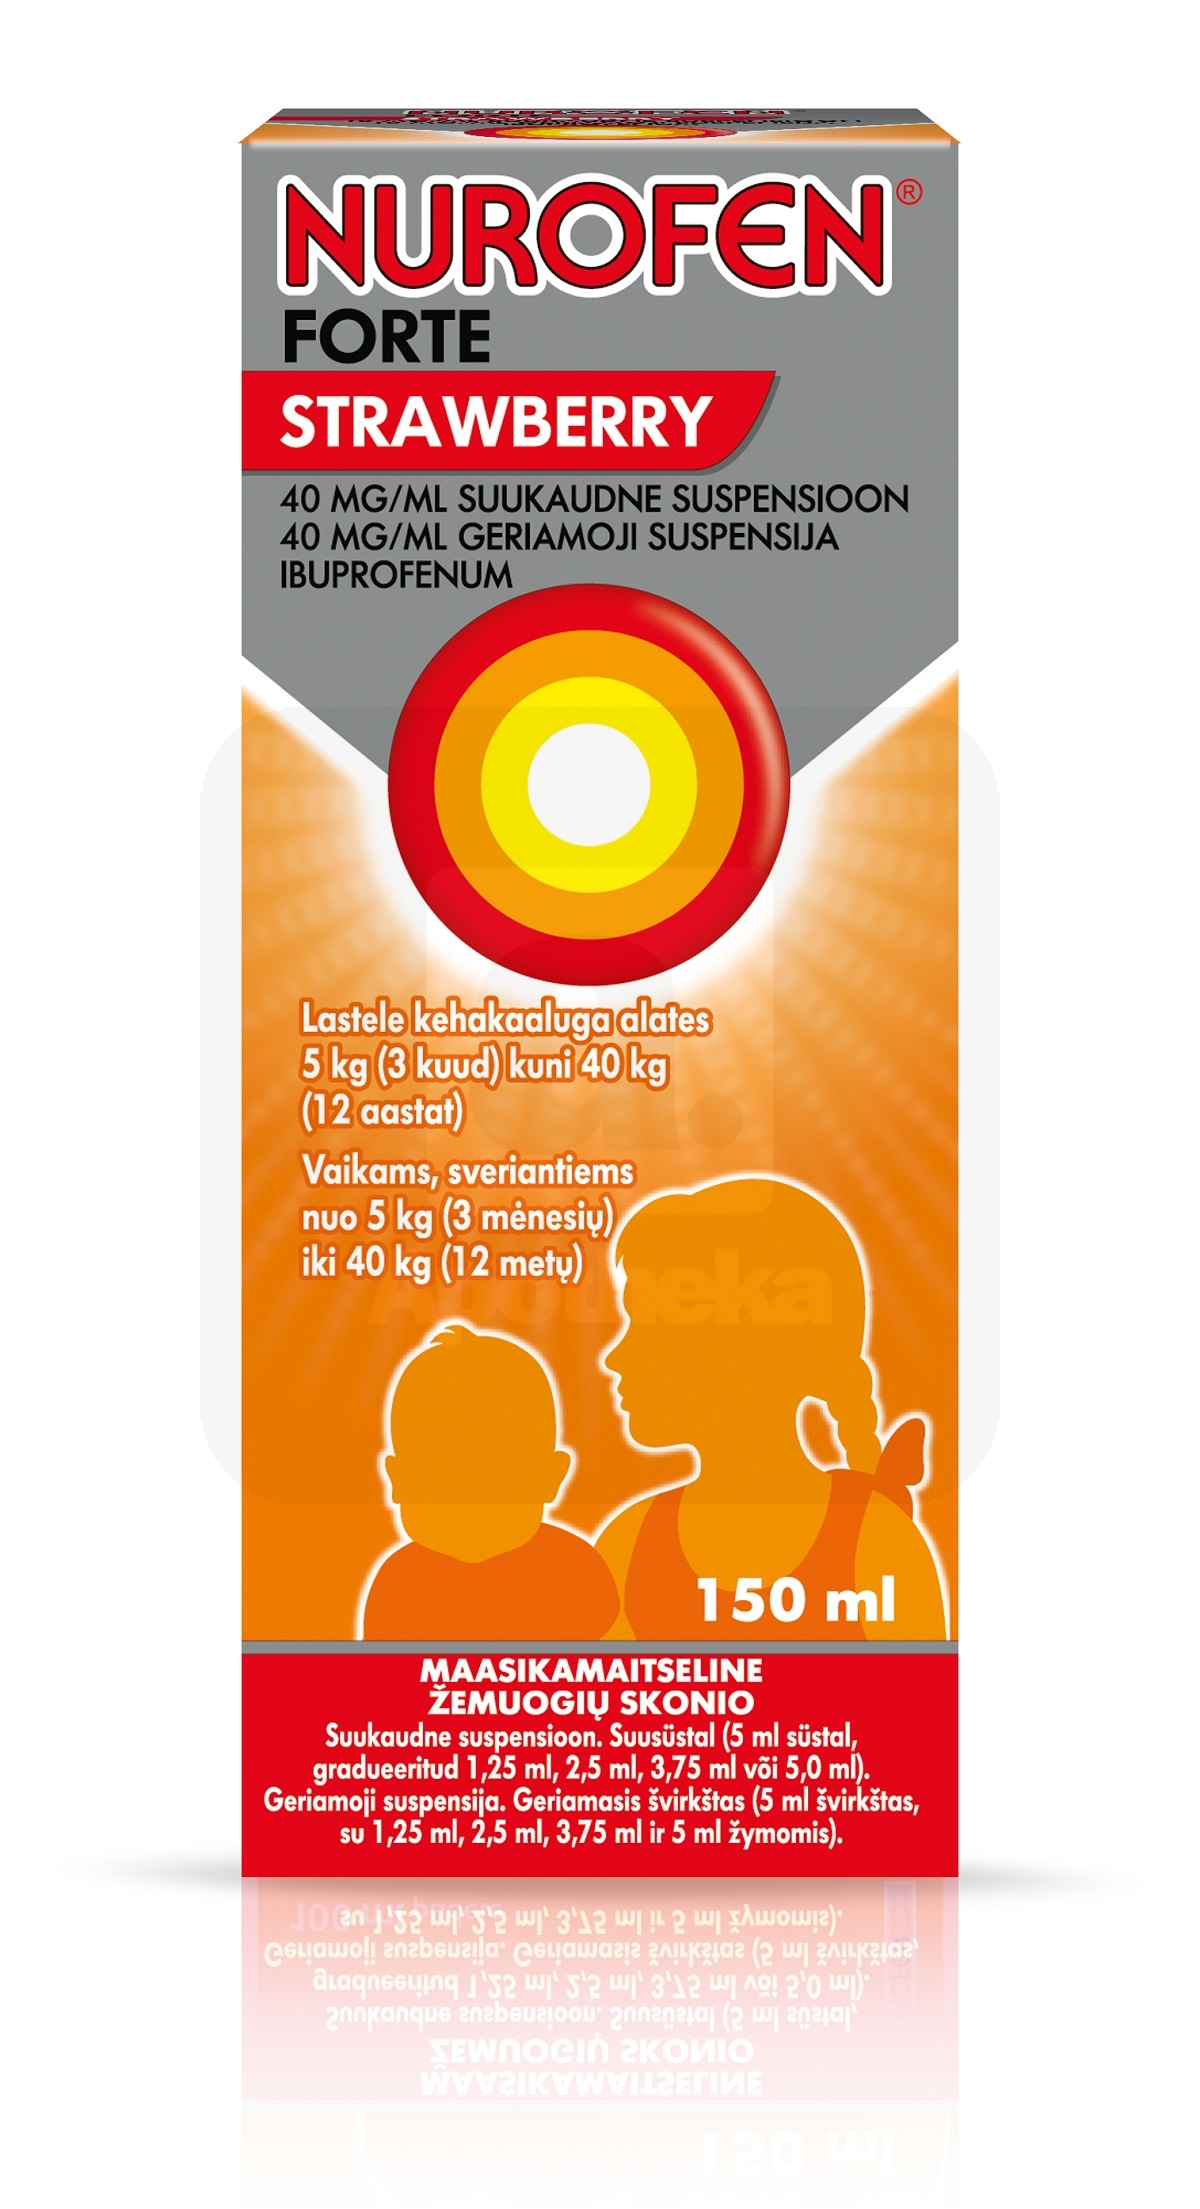 NUROFEN®
FORTE
STRAWBERRY
40 MG/ML SUUKAUDNE SUSPENSIOON
40 MG/ML GERIAMOJI SUSPENSIJA
IBUPROFENUM
Lastele kehakaaluga alates
5 kg (3 kuud) kuni 40 kg
(12 aastat)
Vaikams, sveriantiems
nuo 5 kg (3 mėnesių)
iki 40 kg (12 metų)
Apotheka
150 ml
MAASIKAMAITSELINE
ŽEMUOGIŲ SKONIO
Suukaudne suspensioon. Suusüstal (5 ml süstal,
gradueeritud 1,25 ml, 2,5 ml, 3,75 ml või 5,0 ml).
Geriamoji suspensija. Geriamasis švirkštas (5 ml švirkštas,
su 1,25 ml, 2,5 ml, 3,75 ml ir 5 ml žymomis).